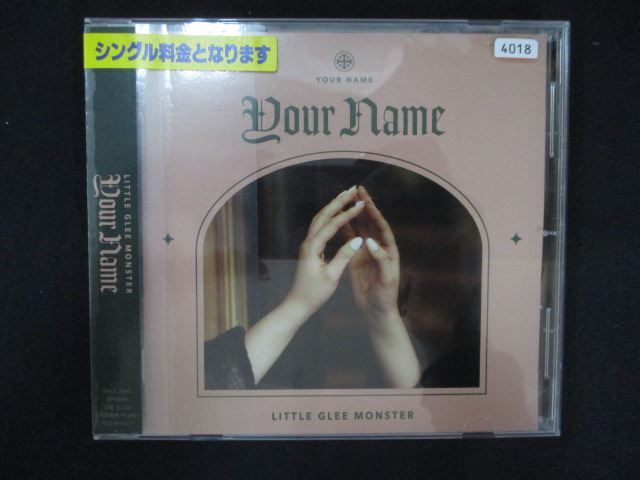 シングル料金となります
4018
YOUR NAME
Your Name
LITTLE GLEE MONSTER
LITTLE GLEE MONSTER
Your Name